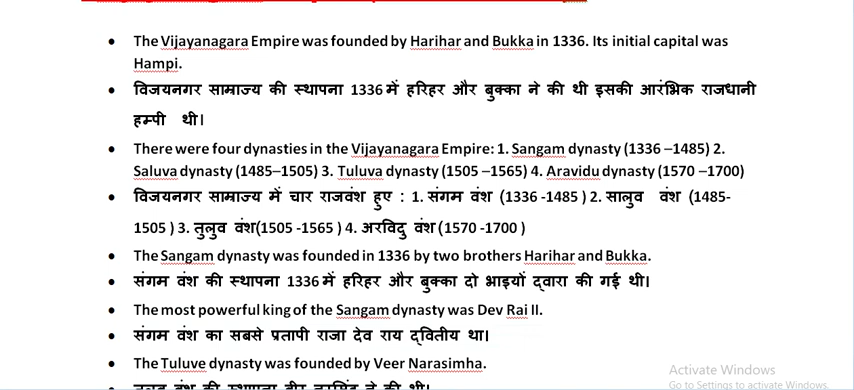 • The Vijayanagara Empire was founded by Harihar and Bukka in 1336. Its initial capital was
Hampi.
• विजयनगर साम्राज्य की स्थापना 1336 में हरिहर और बुक्का ने की थी इसकी आरंभिक राजधानी
हम्पी थी।
• There were four dynasties in the Vijayanagara Empire: 1. Sangam dynasty (1336 –1485) 2.
Saluva dynasty (1485–1505) 3. Tuluva dynasty (1505 –1565) 4. Aravidu dynasty (1570 –1700)
• विजयनगर साम्राज्य में चार राजवंश हुए : 1. संगम वंश (1336 -1485 ) 2. सालुव वंश (1485-
1505 ) 3. तुलुव वंश(1505 -1565 ) 4. अरविदु वंश (1570 -1700 )
• The Sangam dynasty was founded in 1336 by two brothers Harihar and Bukka.
• संगम वंश की स्थापना 1336 में हरिहर और बुक्का दो भाइयों द्वारा की गई थी।
• The most powerful king of the Sangam dynasty was Dev Rai II.
• संगम वंश का सबसे प्रतापी राजा देव राय द्वितीय था।
• The Tuluve dynasty was founded by Veer Narasimha.
Activate Windows
Go to Settings to activate Windows.